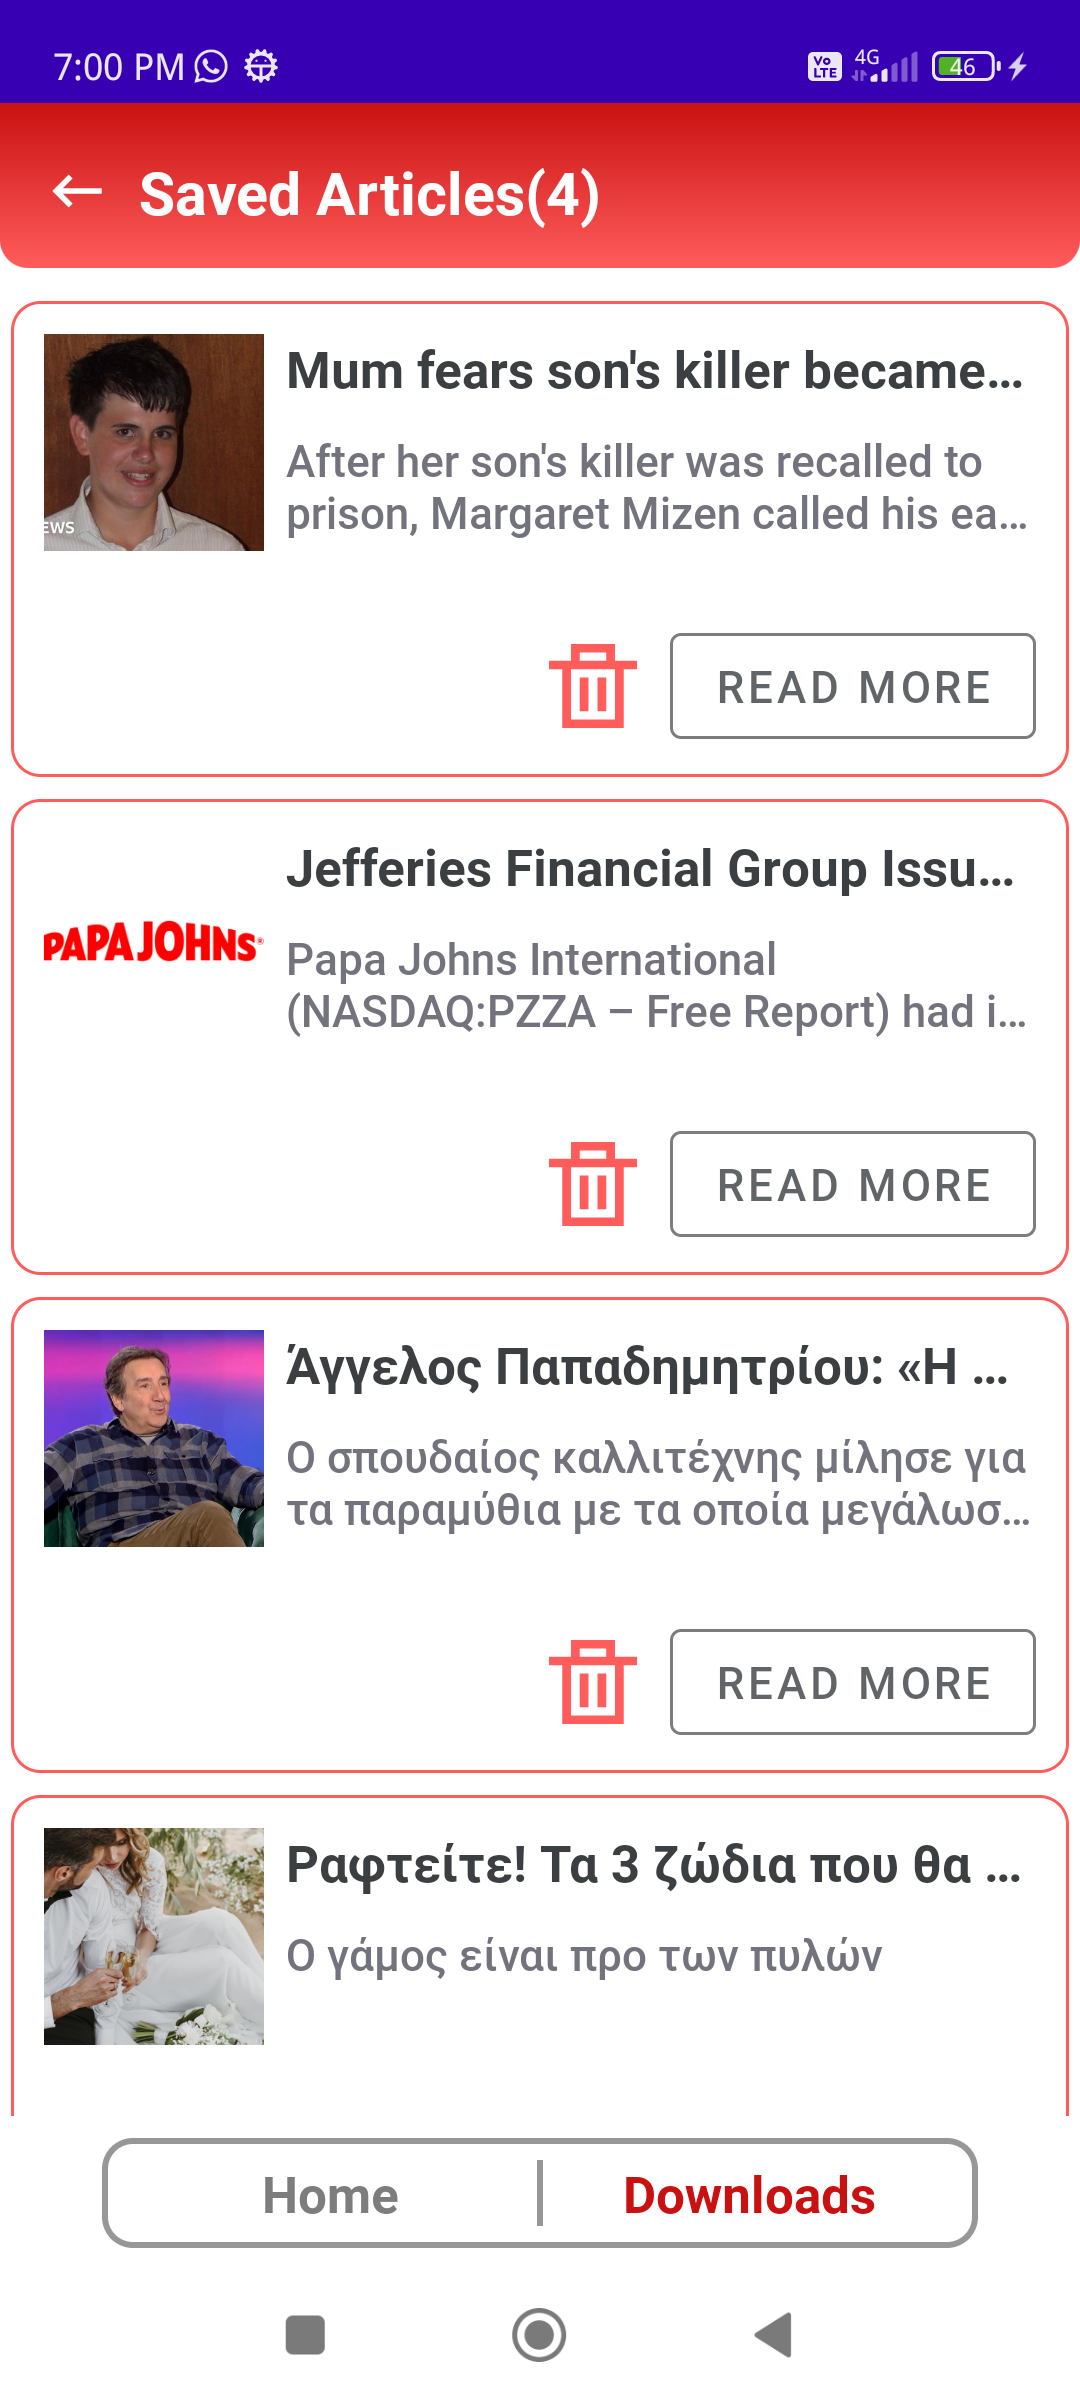 7:00 PM
Vo LTE 4G 46
Saved Articles(4)
Mum fears son's killer became...
After her son's killer was recalled to
prison, Margaret Mizen called his ea...
EWS
READ MORE
Jefferies Financial Group Issu...
PAPA JOHNS®
Papa Johns International
(NASDAQ:PZZA – Free Report) had i...
READ MORE
Άγγελος Παπαδημητρίου: «Η ...
Ο σπουδαίος καλλιτέχνης μίλησε για
τα παραμύθια με τα οποία μεγάλωσ...
READ MORE
Ραφτείτε! Τα 3 ζώδια που θα ...
Ο γάμος είναι προ των πυλών
Home
Downloads